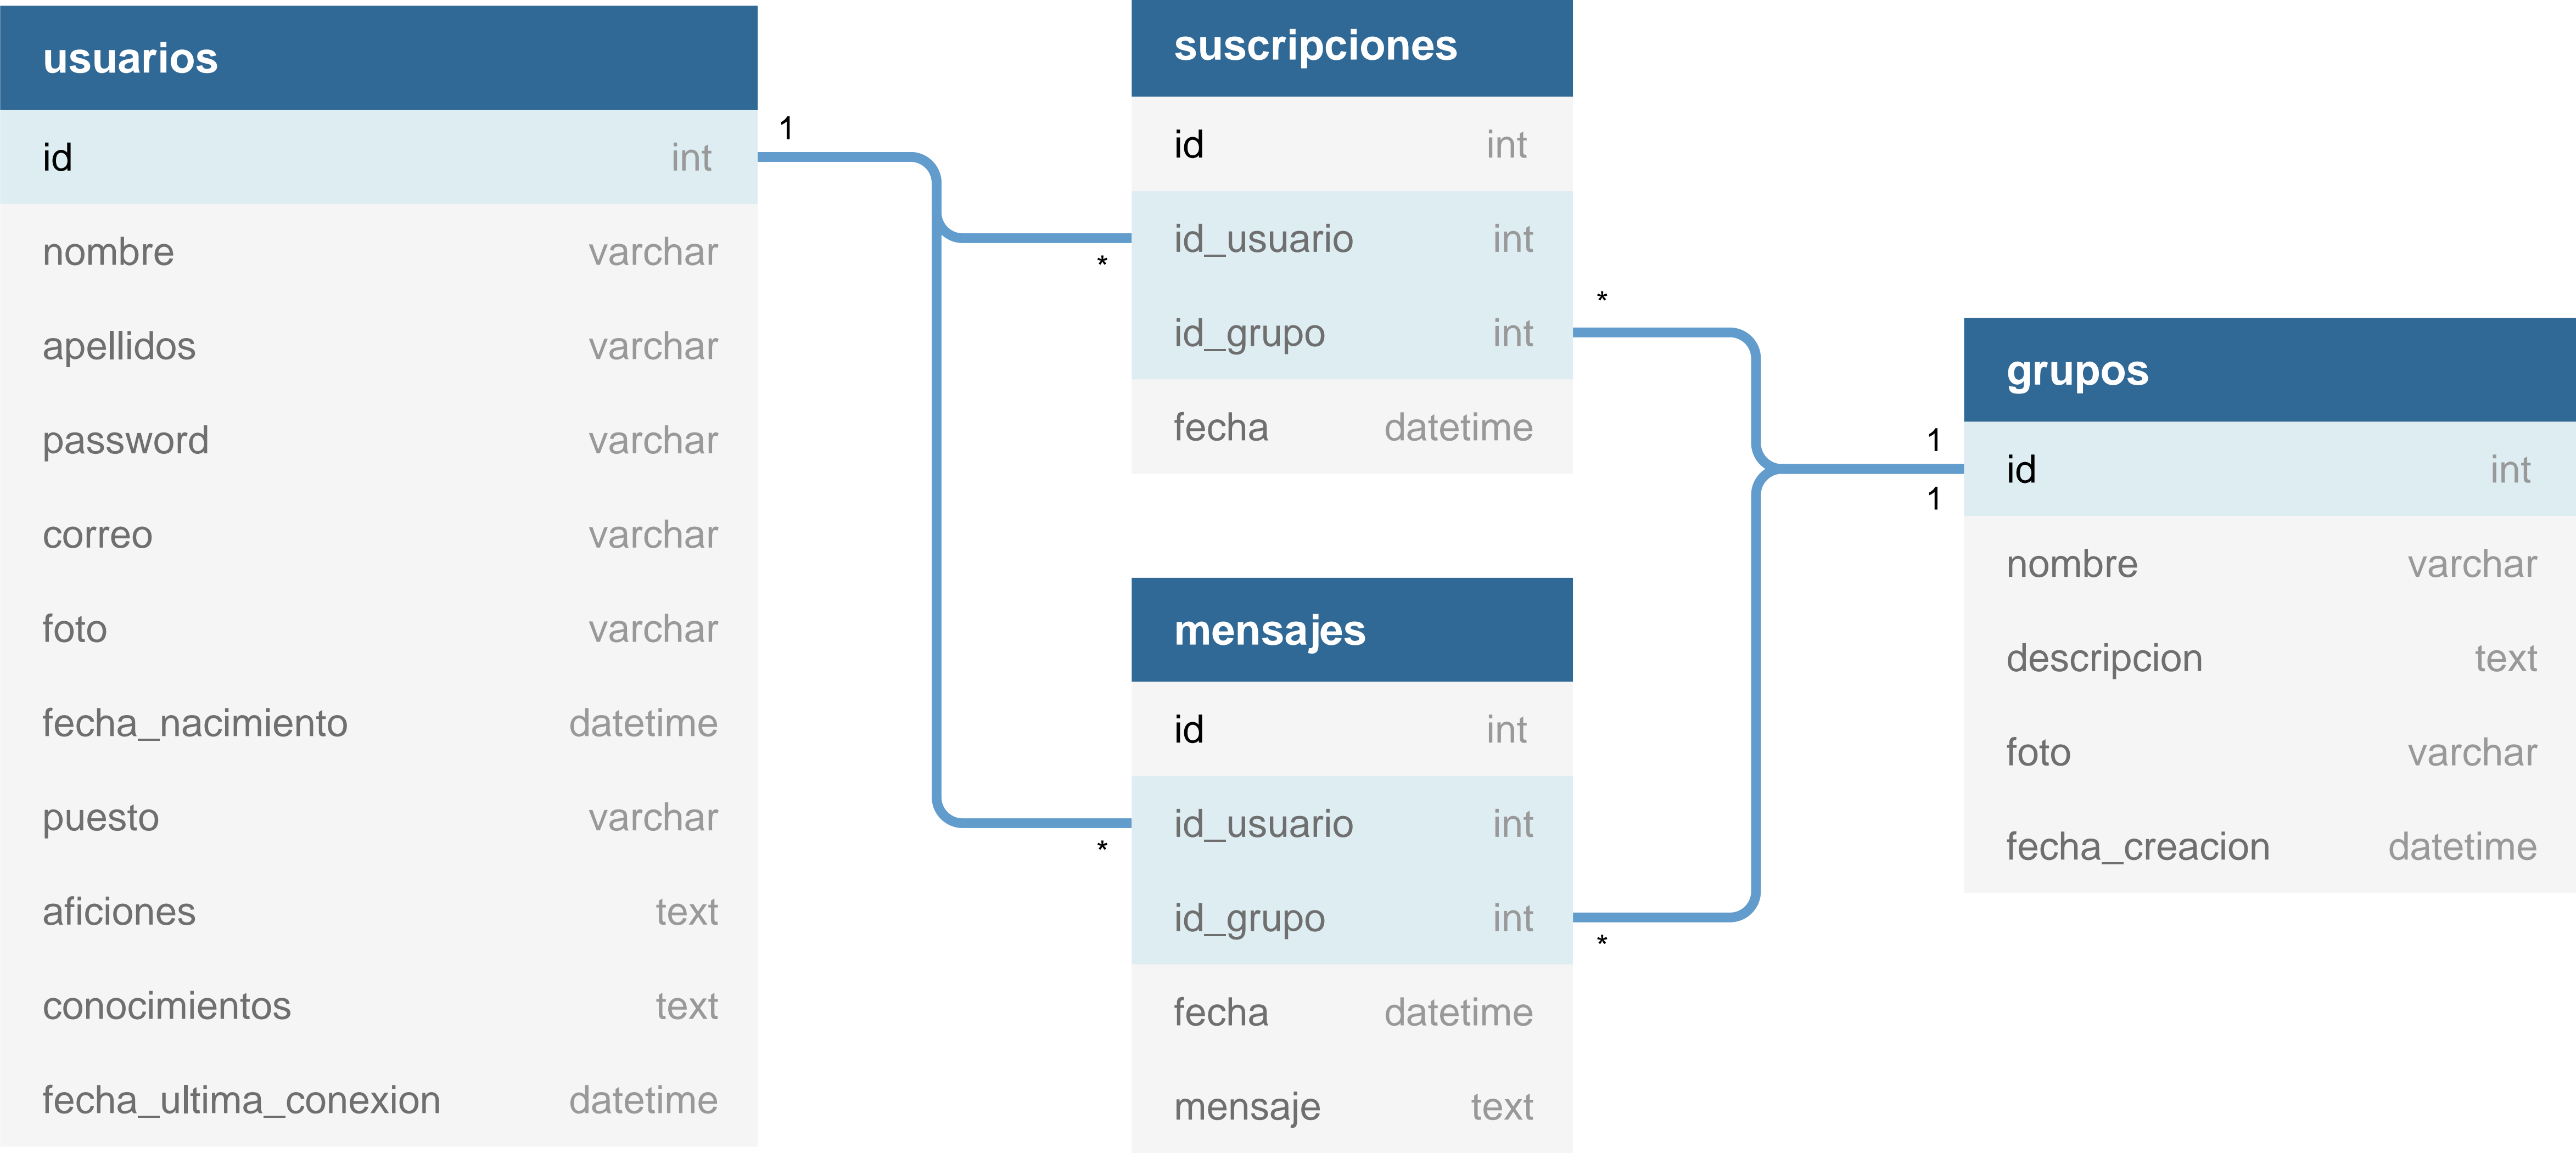 usuarios
id int
nombre varchar
apellidos varchar
password varchar
correo varchar
foto varchar
fecha_nacimiento datetime
puesto varchar
aficiones text
conocimientos text
fecha_ultima_conexion datetime
1
*
*
suscripciones
id int
id_usuario int
id_grupo int
fecha datetime
mensajes
id int
id_usuario int
id_grupo int
fecha datetime
mensaje text
*
*
1
1
grupos
id int
nombre varchar
descripcion text
foto varchar
fecha_creacion datetime